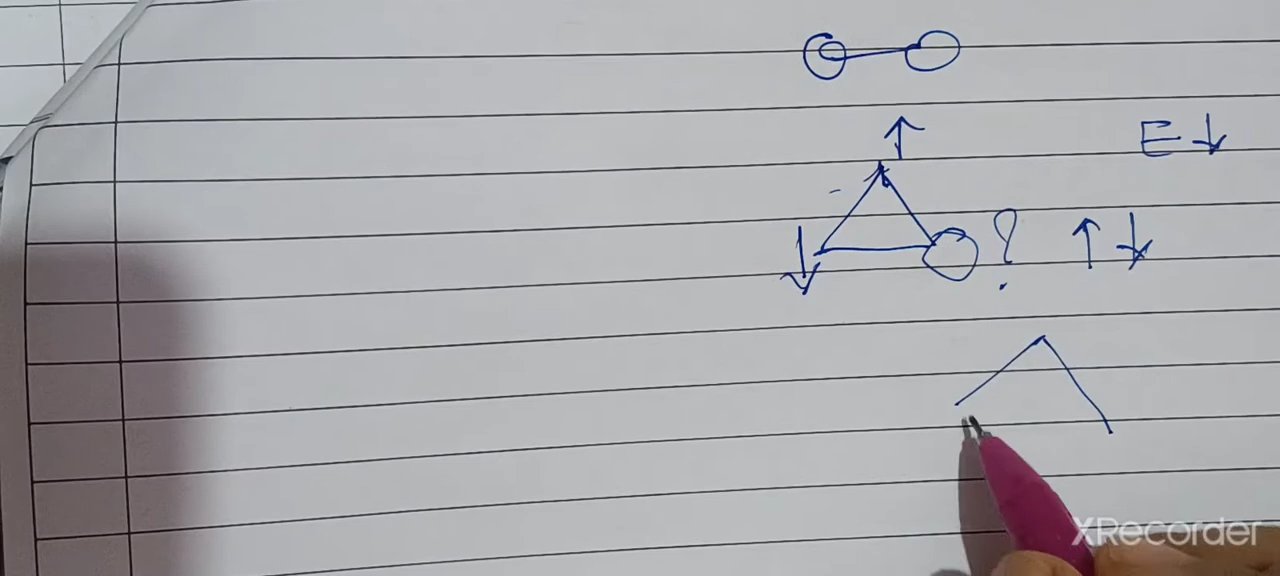 ↑
E↓
↓ ? ↑↓
XRecorder